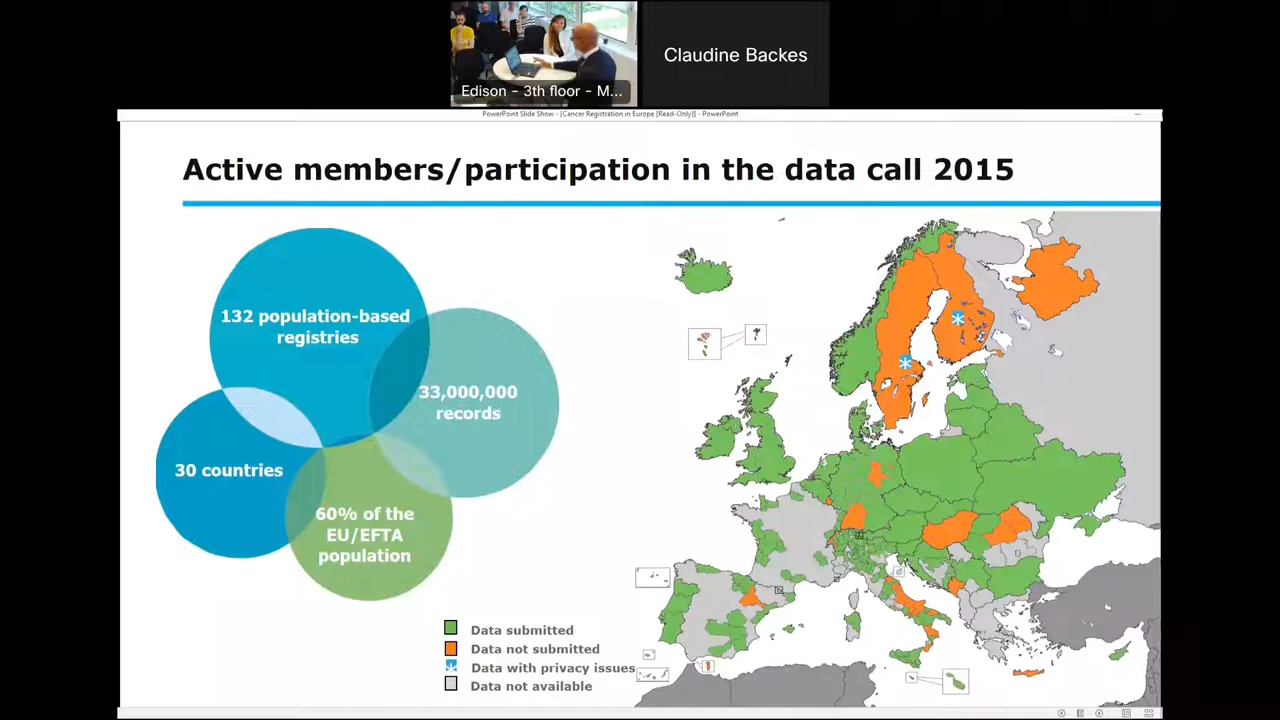 Claudine Backes
Edison - 3th floor - M...
PowerPoint Slide Show - [Cancer Registration in Europe [Read-Only]] - PowerPoint
Active members/participation in the data call 2015
132 population-based
registries
33,000,000
records
30 countries
60% of the
EU/EFTA
population
Data submitted
Data not submitted
Data with privacy issues
Data not available